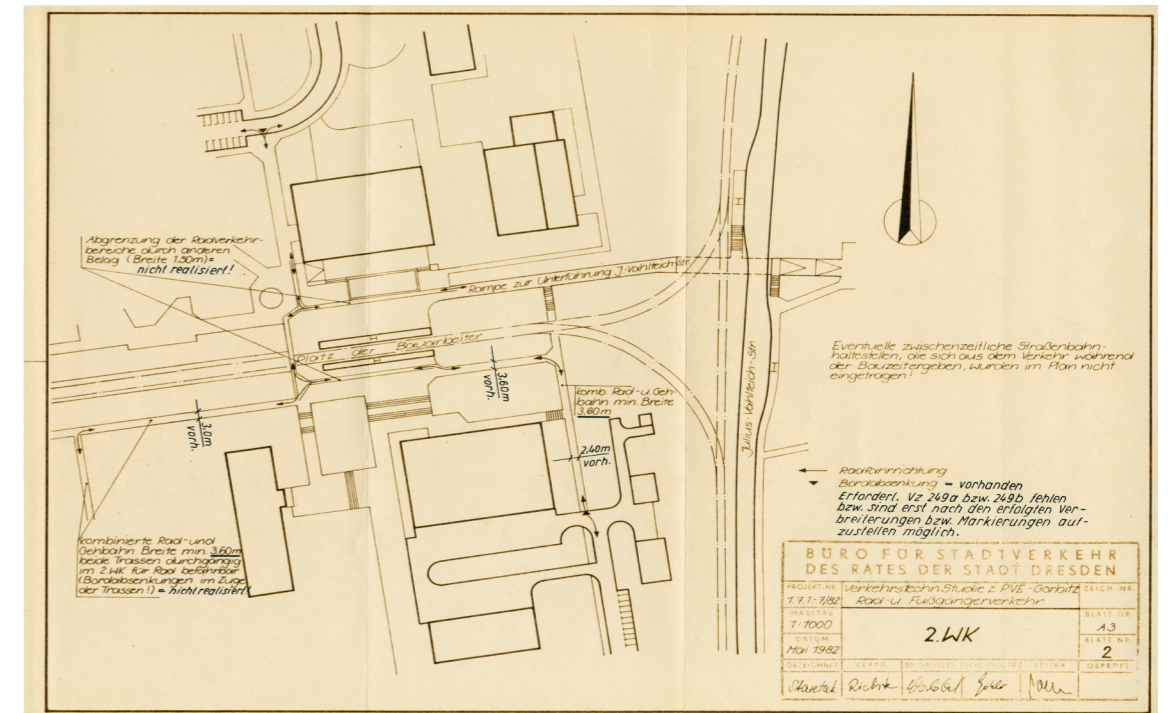 Abgrenzung der Radverkehr-
bereiche durch anderen
Belag (Breite 1.50m)=
nicht realisiert!
Rampe zur Unterführung J.-Vahlteich-Str.
Platz der Bauarbeiter
H
H
H
3,60m
vorh.
komb. Rad-u. Geh-
bahn min. Breite
3,60m
3,0m
vorh.
2,40m
vorh.
Julius-Vahlteich-Str.
Eventuelle zwischenzeitliche Straßenbahn-
haltestellen, die sich aus dem Verkehr während
der Bauzeit ergeben, wurden im Plan nicht
eingetragen!
Radfahrrichtung
Bordabsenkung = vorhanden
Erforderl. Vz 249a bzw. 249b fehlen
bzw. sind erst nach den erfolgten Ver-
breiterungen bzw. Markierungen auf-
zustellen möglich.
kombinierte Rad-und
Gehbahn Breite min. 3,60m
beide Trassen durchgängig
im 2.WK für Rad befahrbar
(Bordabsenkungen im Zuge
der Trassen!) = nicht realisiert!
BÜRO FÜR STADTVERKEHR
DES RATES DER STADT DRESDEN
PROJEKT-NR. Verkehrstechn. Studie z PVE-Gorbitz ZEICH. NR.
1.7.1-7/82 Rad-u. Fußgängerverkehr
MASSTAB BLATT-GR.
1:1000 2.WK A3
DATUM BLATT NR.
Mai 1982 2
GEZEICHNET BEARB. GEPRÜFT